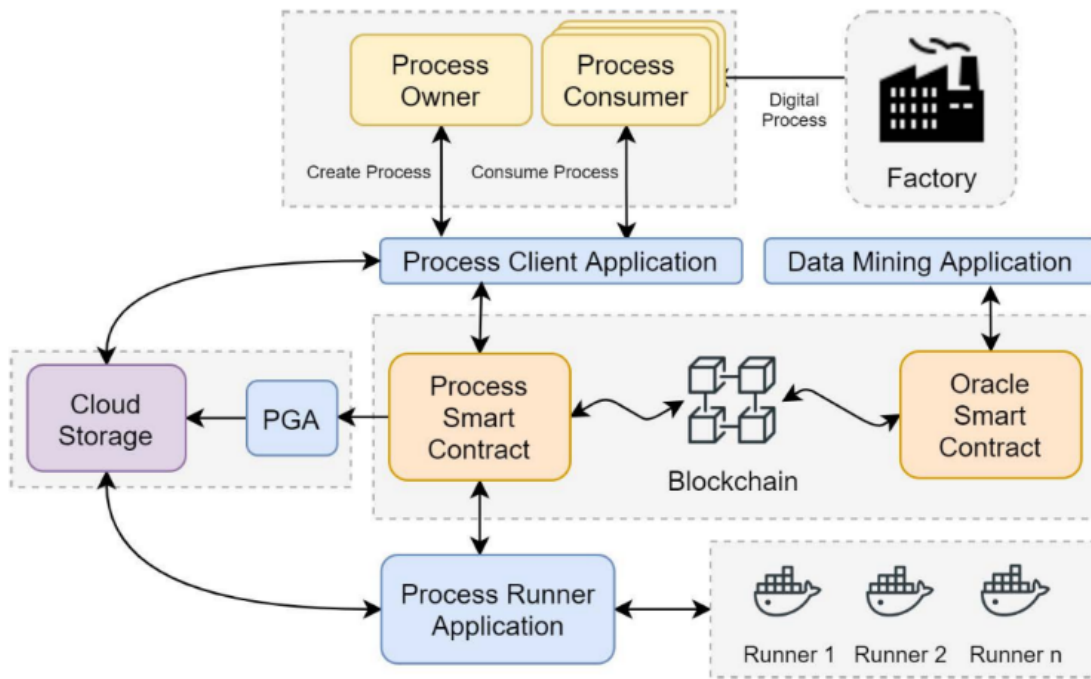 Process
Owner
Process
Consumer
Digital
Process
Factory
Create Process
Consume Process
Process Client Application
Data Mining Application
Cloud
Storage
PGA
Process
Smart
Contract
Blockchain
Oracle
Smart
Contract
Process Runner
Application
Runner 1
Runner 2
Runner n